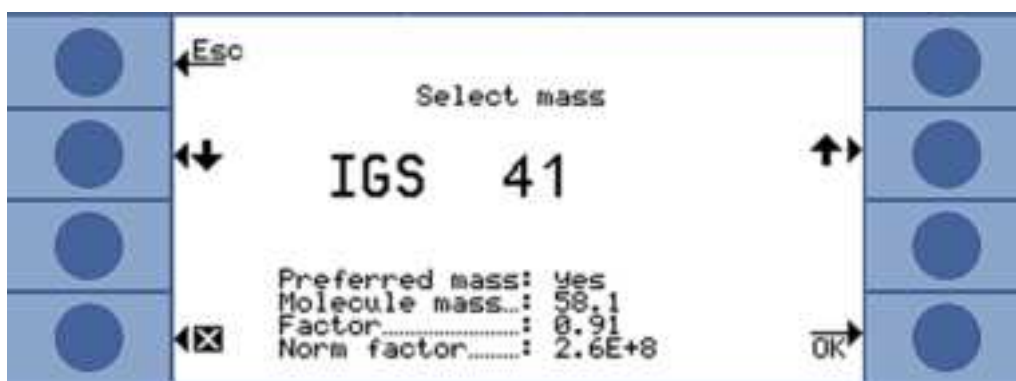 Esc
Select mass
IGS 41
Preferred mass: yes
Molecule mass…: 58.1
Factor……………………: 0.91
Norm factor………: 2.6E+8
OK